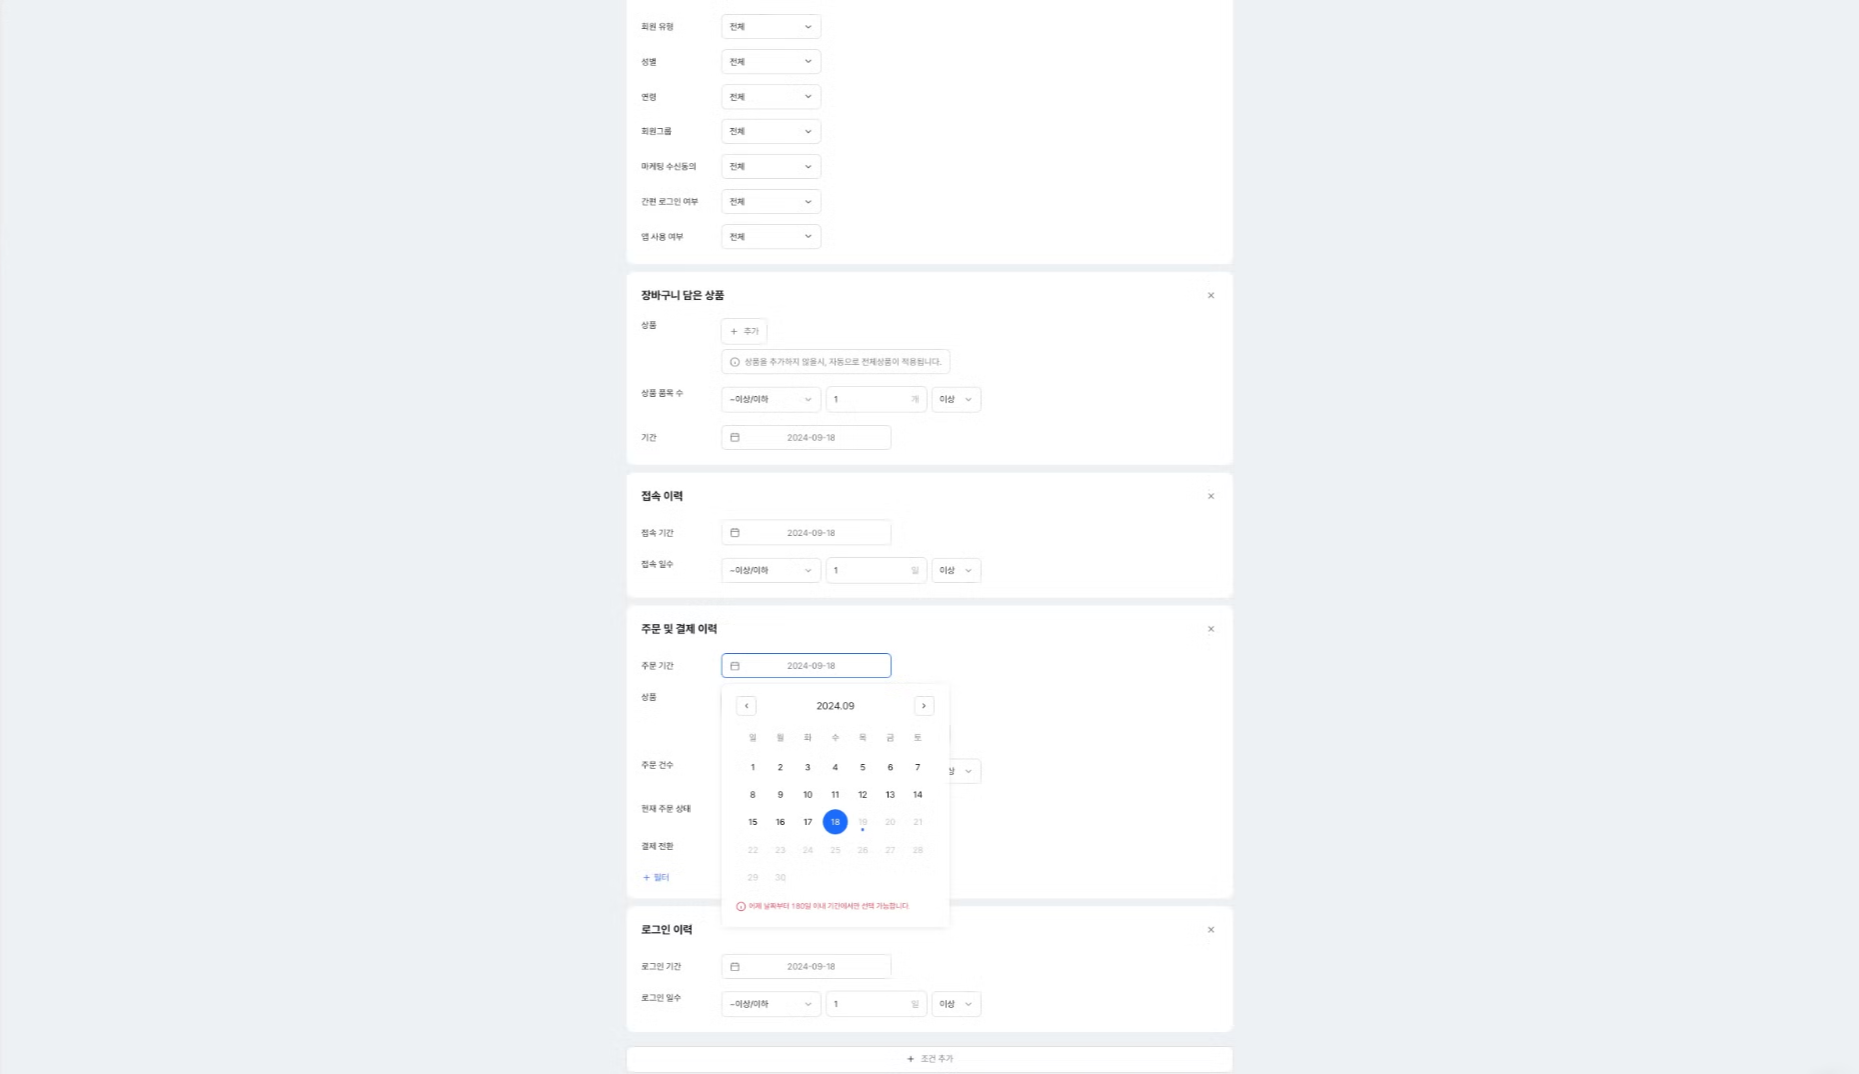 회원 유형 전체
성별 전체
연령 전체
회원그룹 전체
마케팅 수신동의 전체
간편 로그인 여부 전체
앱 사용 여부 전체
장바구니 담은 상품
상품 + 추가
상품을 추가하지 않을시, 자동으로 전체상품이 적용됩니다.
상품 품목 수 ~이상/이하 1 개 이상
기간 2024-09-18
접속 이력
접속 기간 2024-09-18
접속 일수 ~이상/이하 1 일 이상
주문 및 결제 이력
주문 기간 2024-09-18
상품
2024.09
일 월 화 수 목 금 토
1 2 3 4 5 6 7
주문 건수 상
8 9 10 11 12 13 14
현재 주문 상태
15 16 17 18 19 20 21
결제 전환
22 23 24 25 26 27 28
+ 필터
29 30
어제 날짜부터 180일 이내 기간에서만 선택 가능합니다
로그인 이력
로그인 기간 2024-09-18
로그인 일수 ~이상/이하 1 일 이상
+ 조건 추가